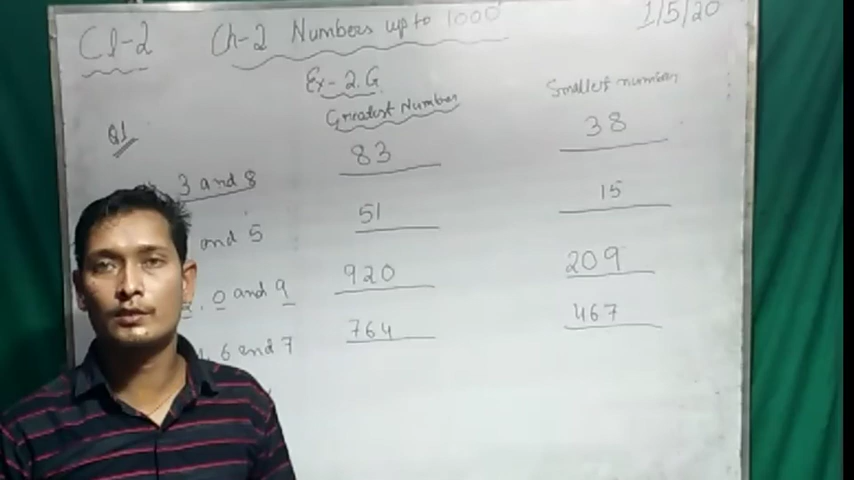 Cl-2 Ch-2 Numbers up to 1000 1/5/20
Ex- 2.G
Greatest Number Smallest number
Q1
3 and 8 83 38
and 5 51 15
0 and 9 920 209
6 and 7 764 467